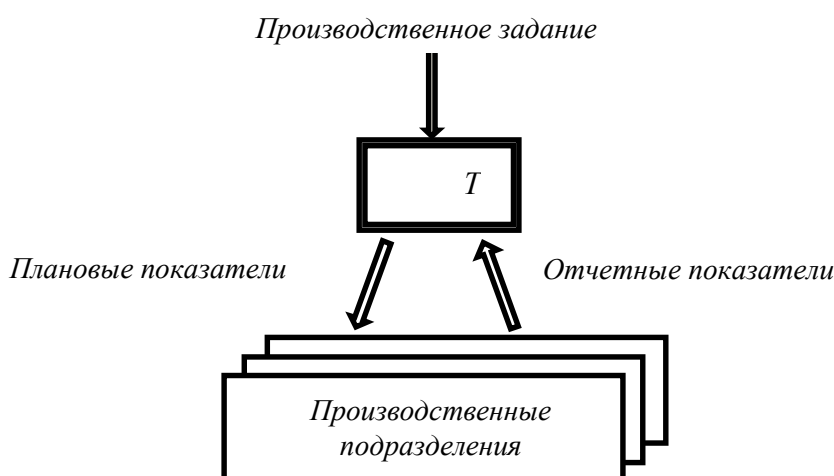 Производственное задание
T
Плановые показатели
Отчетные показатели
Производственные
подразделения